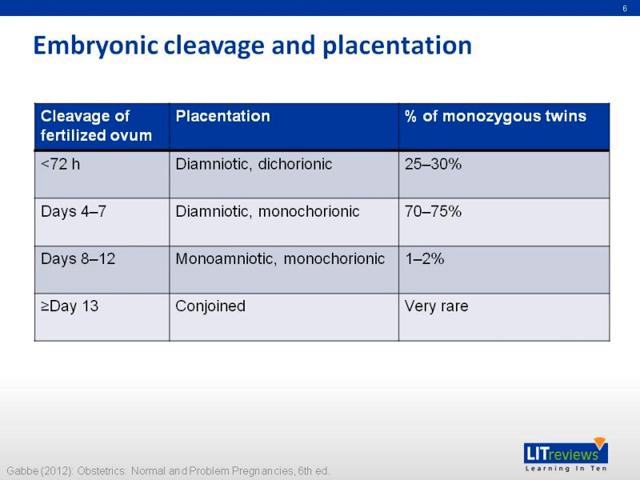 6
Embryonic cleavage and placentation
Cleavage of fertilized ovum Placentation % of monozygous twins
<72 h Diamniotic, dichorionic 25–30%
Days 4–7 Diamniotic, monochorionic 70–75%
Days 8–12 Monoamniotic, monochorionic 1–2%
≥Day 13 Conjoined Very rare
LITreviews
Learning In Ten
Gabbe (2012): Obstetrics: Normal and Problem Pregnancies, 6th ed.